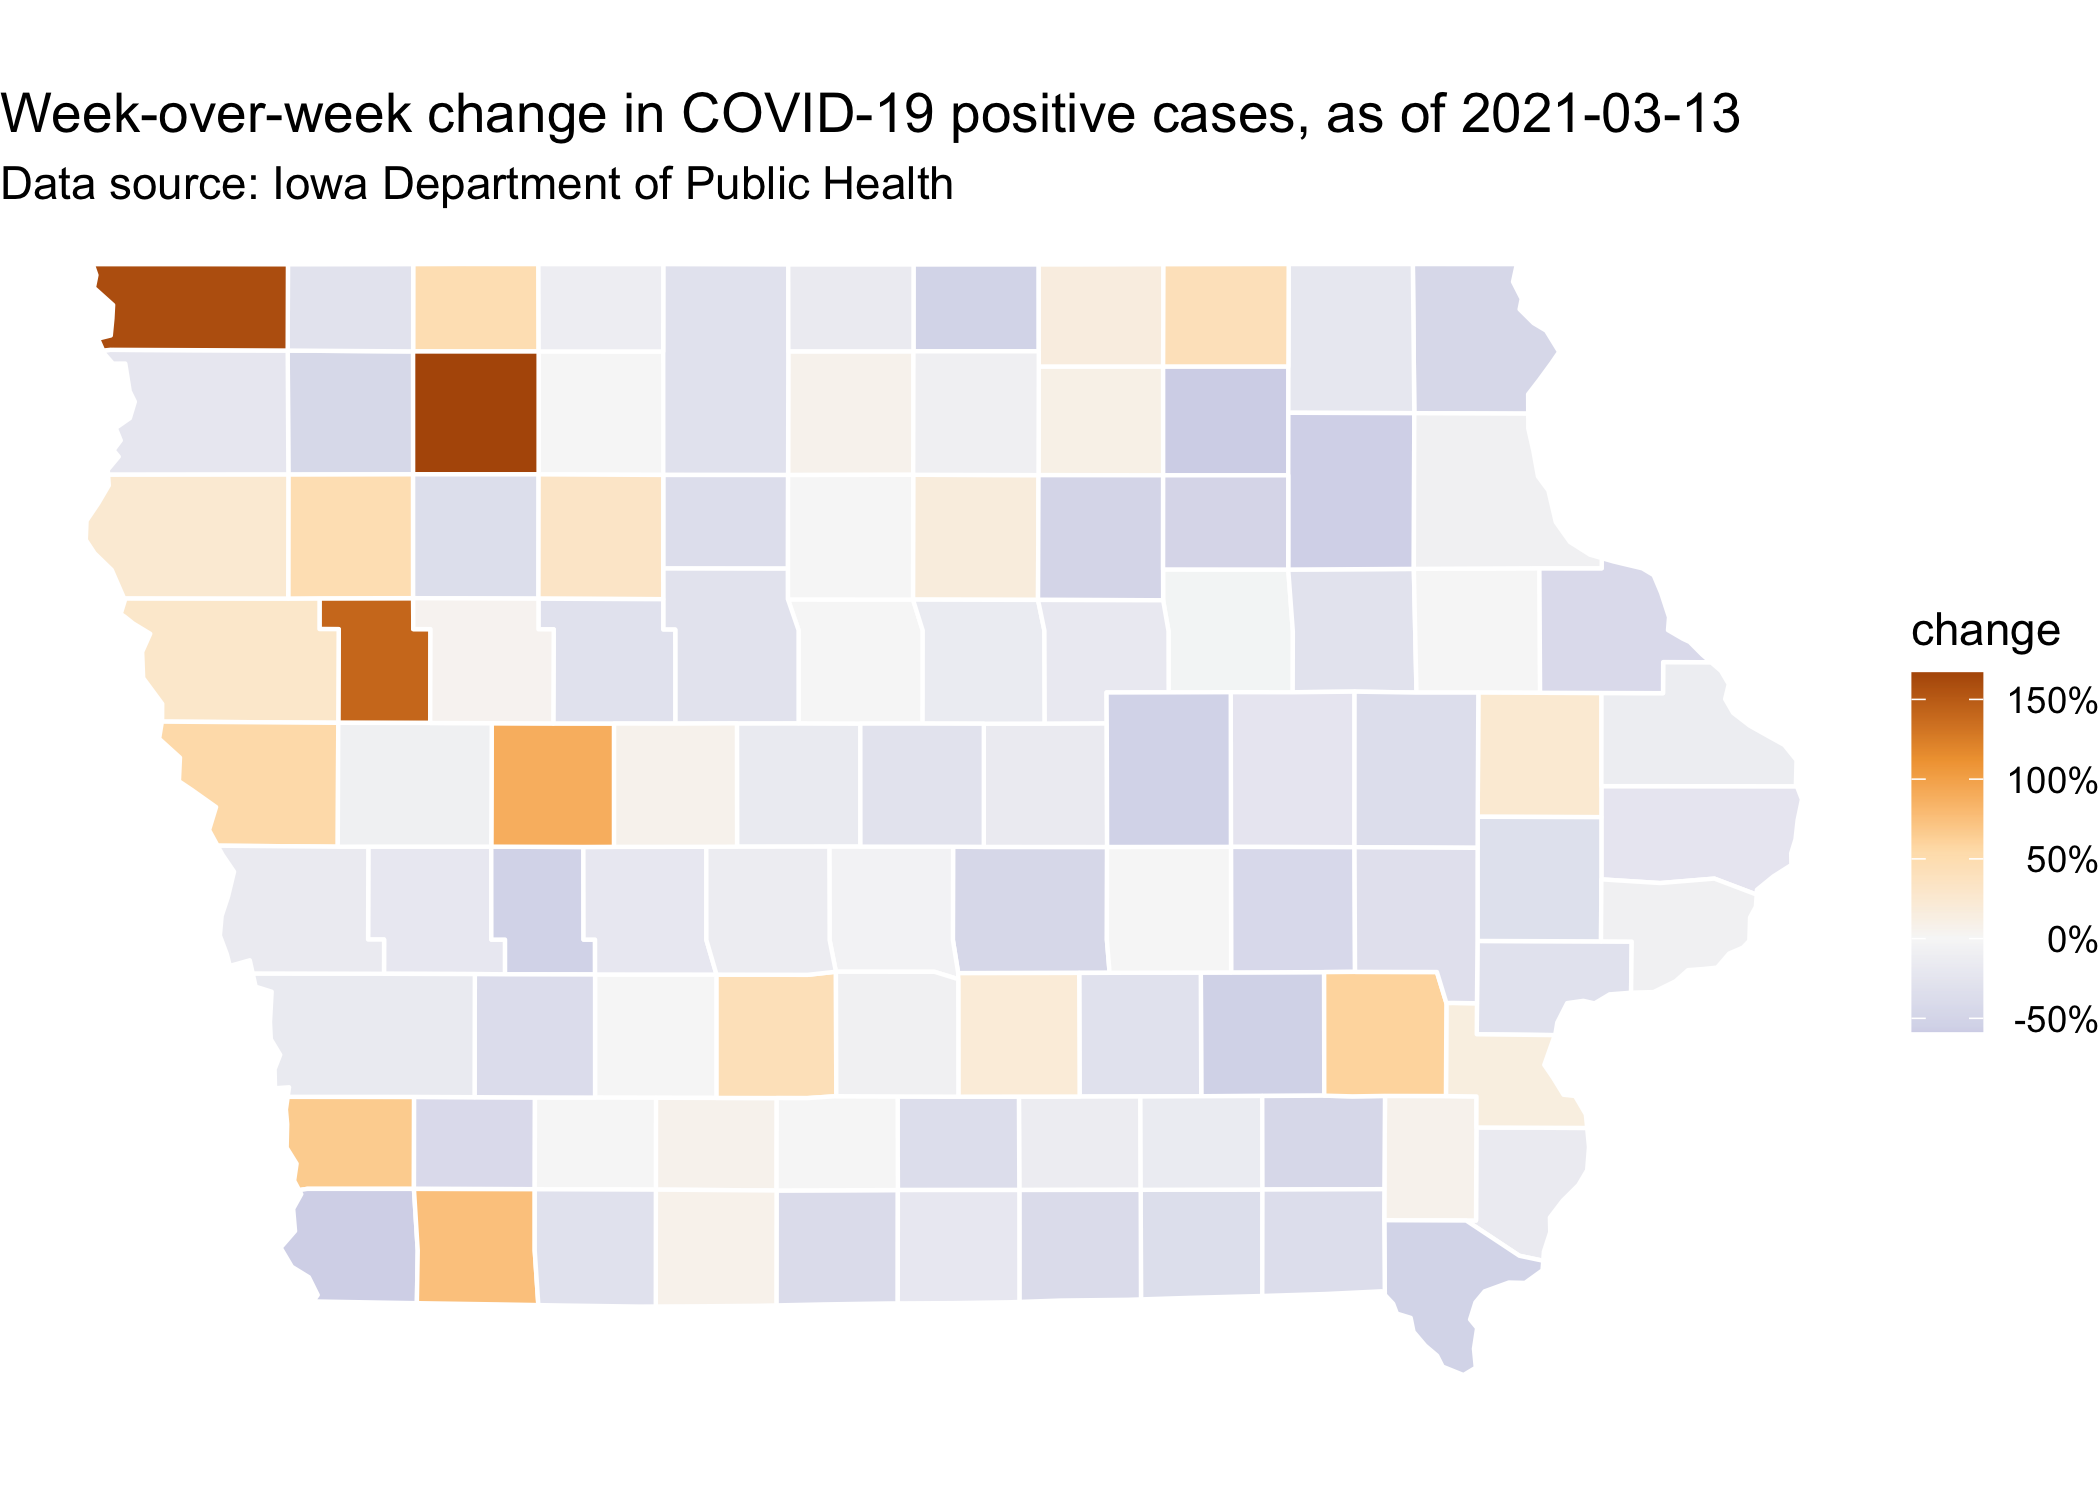 Week-over-week change in COVID-19 positive cases, as of 2021-03-13
Data source: Iowa Department of Public Health
change
150%
100%
50%
0%
-50%